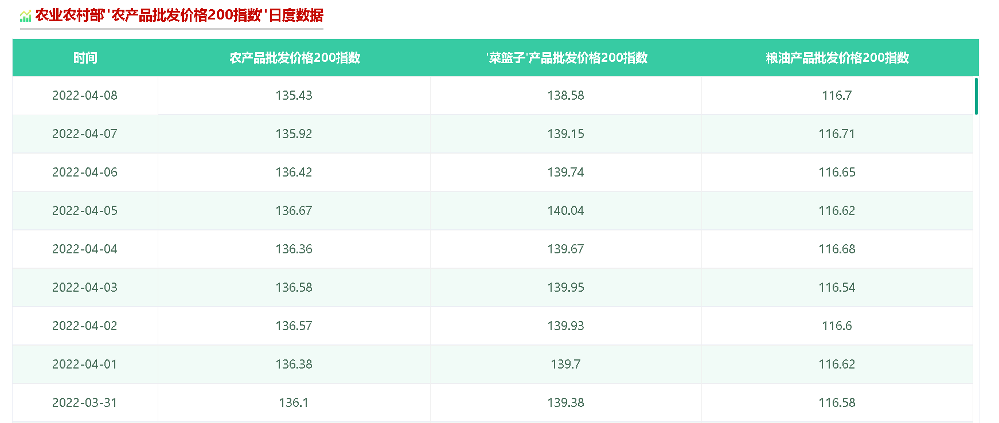 农业农村部"农产品批发价格200指数"日度数据
时间 农产品批发价格200指数 '菜篮子'产品批发价格200指数 粮油产品批发价格200指数
2022-04-08 135.43 138.58 116.7
2022-04-07 135.92 139.15 116.71
2022-04-06 136.42 139.74 116.65
2022-04-05 136.67 140.04 116.62
2022-04-04 136.36 139.67 116.68
2022-04-03 136.58 139.95 116.54
2022-04-02 136.57 139.93 116.6
2022-04-01 136.38 139.7 116.62
2022-03-31 136.1 139.38 116.58